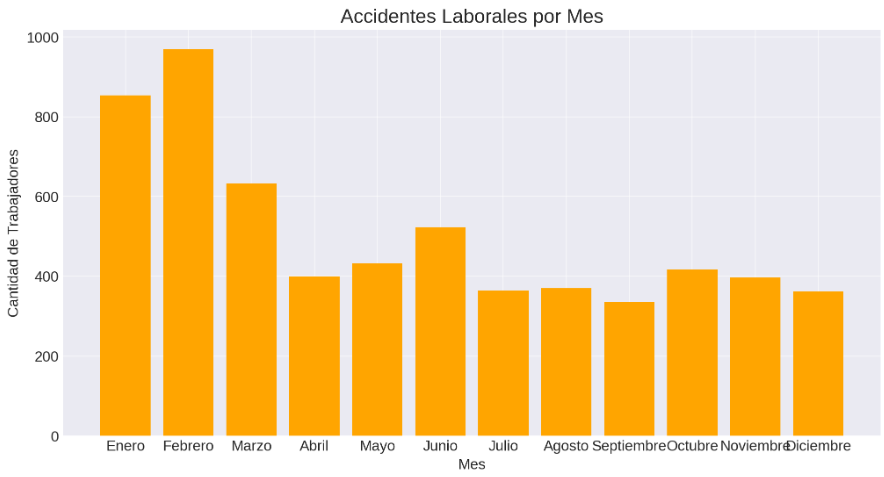 Accidentes Laborales por Mes
1000
800
600
400
200
0
Cantidad de Trabajadores
Enero Febrero Marzo Abril Mayo Junio Julio Agosto Septiembre Octubre Noviembre Diciembre
Mes